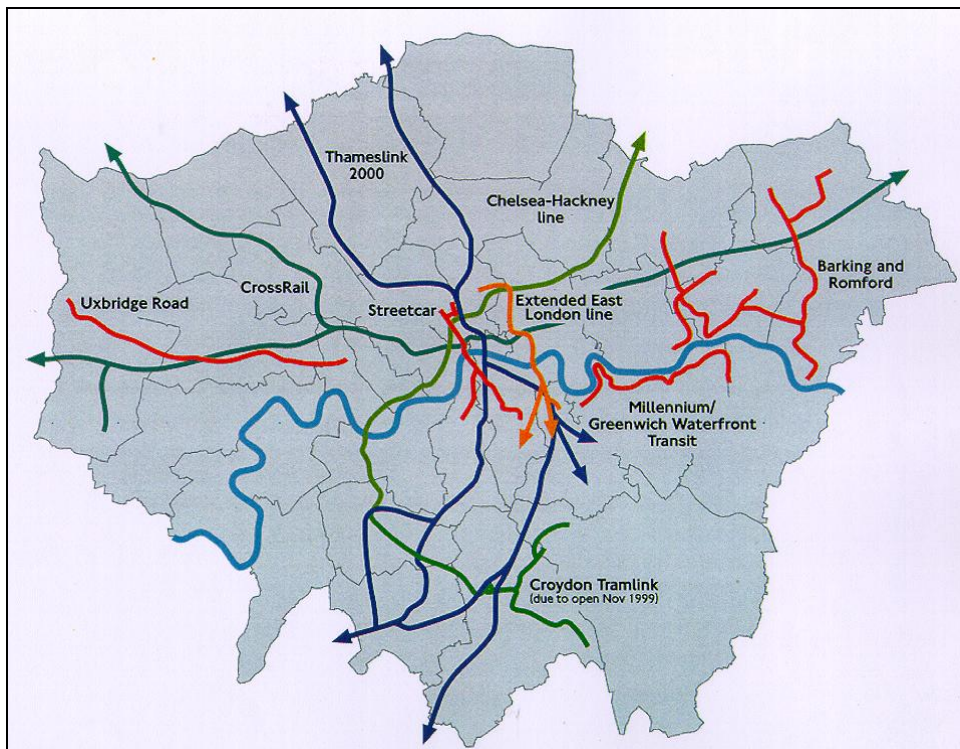 Thameslink
2000
Chelsea-Hackney
line
Barking and
Romford
CrossRail
Uxbridge Road
Streetcar
Extended East
London line
Millennium/
Greenwich Waterfront
Transit
Croydon Tramlink
(due to open Nov 1999)